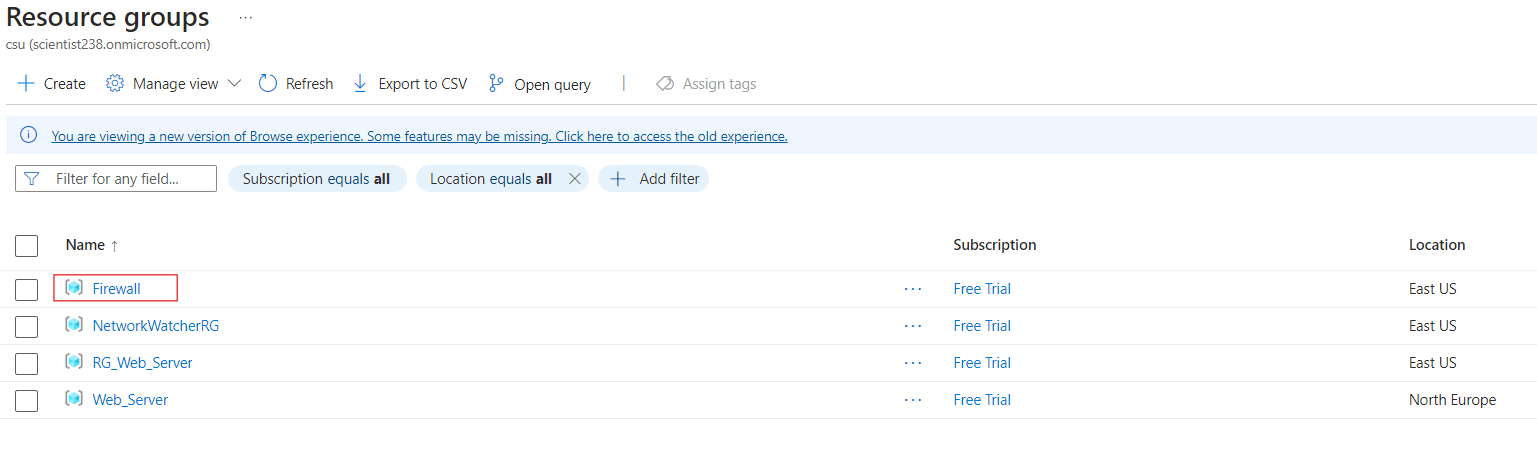 Resource groups ...
csu (scientist238.onmicrosoft.com)
Create Manage view Refresh Export to CSV Open query | Assign tags
You are viewing a new version of Browse experience. Some features may be missing. Click here to access the old experience.
Filter for any field... Subscription equals all Location equals all Add filter
Name ↑ Subscription Location
Firewall ... Free Trial East US
NetworkWatcherRG ... Free Trial East US
RG_Web_Server ... Free Trial East US
Web_Server ... Free Trial North Europe